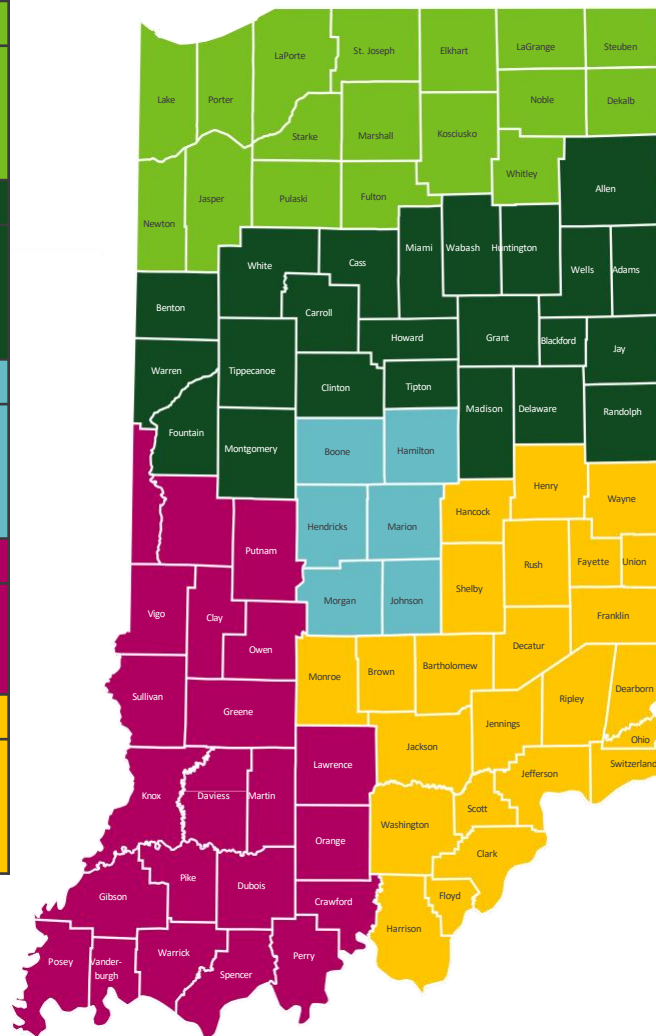 LaPorte
St. Joseph
Elkhart
LaGrange
Steuben
Lake
Porter
Noble
Dekalb
Starke
Marshall
Kosciusko
Whitley
Allen
Newton
Jasper
Pulaski
Fulton
White
Cass
Miami
Wabash
Huntington
Wells
Adams
Benton
Carroll
Howard
Grant
Blackford
Jay
Warren
Tippecanoe
Clinton
Tipton
Madison
Delaware
Randolph
Fountain
Montgomery
Boone
Hamilton
Henry
Wayne
Hancock
Hendricks
Marion
Putnam
Rush
Fayette
Union
Shelby
Morgan
Johnson
Vigo
Clay
Owen
Franklin
Decatur
Monroe
Brown
Bartholomew
Sullivan
Greene
Jennings
Ripley
Dearborn
Ohio
Switzerland
Jackson
Jefferson
Lawrence
Knox
Daviess
Martin
Scott
Washington
Orange
Clark
Pike
Dubois
Gibson
Crawford
Floyd
Harrison
Posey
Vander-
burgh
Warrick
Spencer
Perry